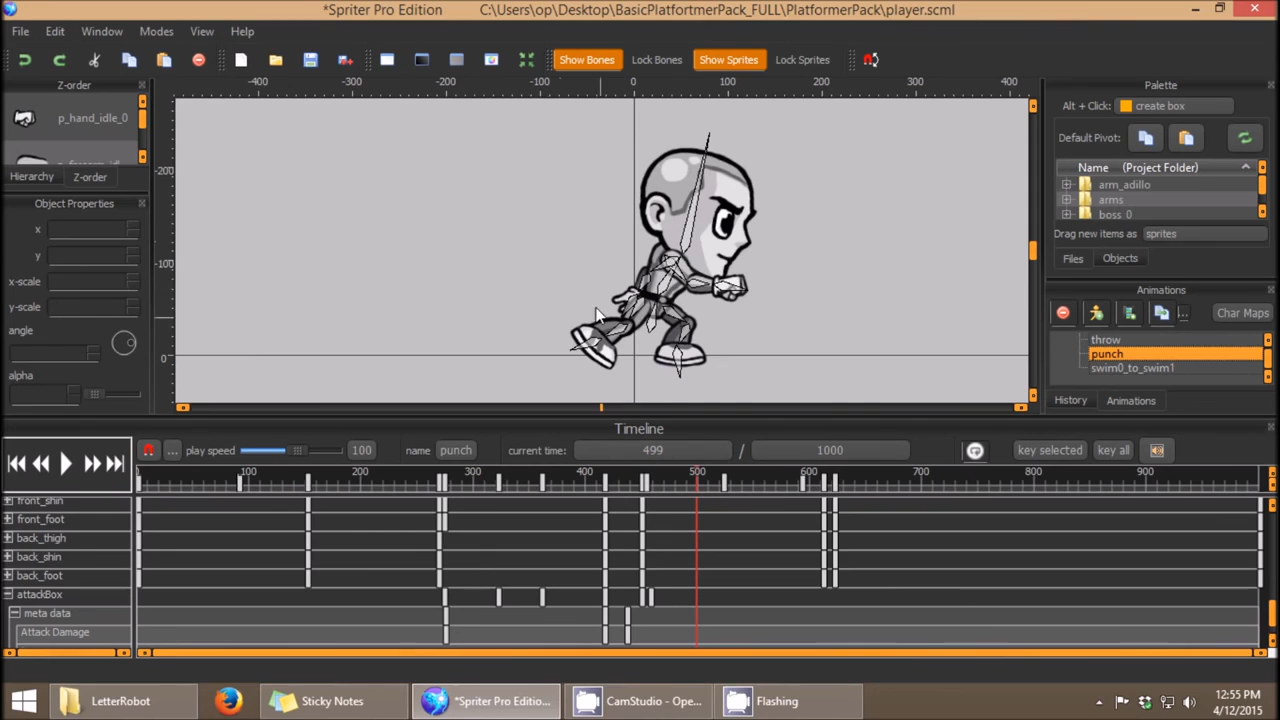 *Spriter Pro Edition C:\Users\op\Desktop\BasicPlatfortmerPack_FULL\PlatformerPack\player.scml
File Edit Window Modes View Help
Show Bones Lock Bones Show Sprites Lock Sprites
Z-order
p_hand_idle_0
Hierarchy Z-order
Object Properties
x
y
x-scale
y-scale
angle
alpha
-400 -300 -200 -100 0 100 200 300 400
-200
-100
0
Palette
Alt + Click: create box
Default Pivot:
Name (Project Folder)
arm_adillo
arms
boss_0
Drag new items as sprites
Files Objects
Animations
... Char Maps
throw
punch
swim0_to_swim1
History Animations
Timeline
... play speed 100 name punch current time: 499 / 1000 key selected key all
100 200 300 400 500 600 700 800 900
front_shin
front_foot
back_thigh
back_shin
back_foot
attackBox
meta data
Attack Damage
LetterRobot Sticky Notes *Spriter Pro Editio... CamStudio - Ope... Flashing
12:55 PM
4/12/2015